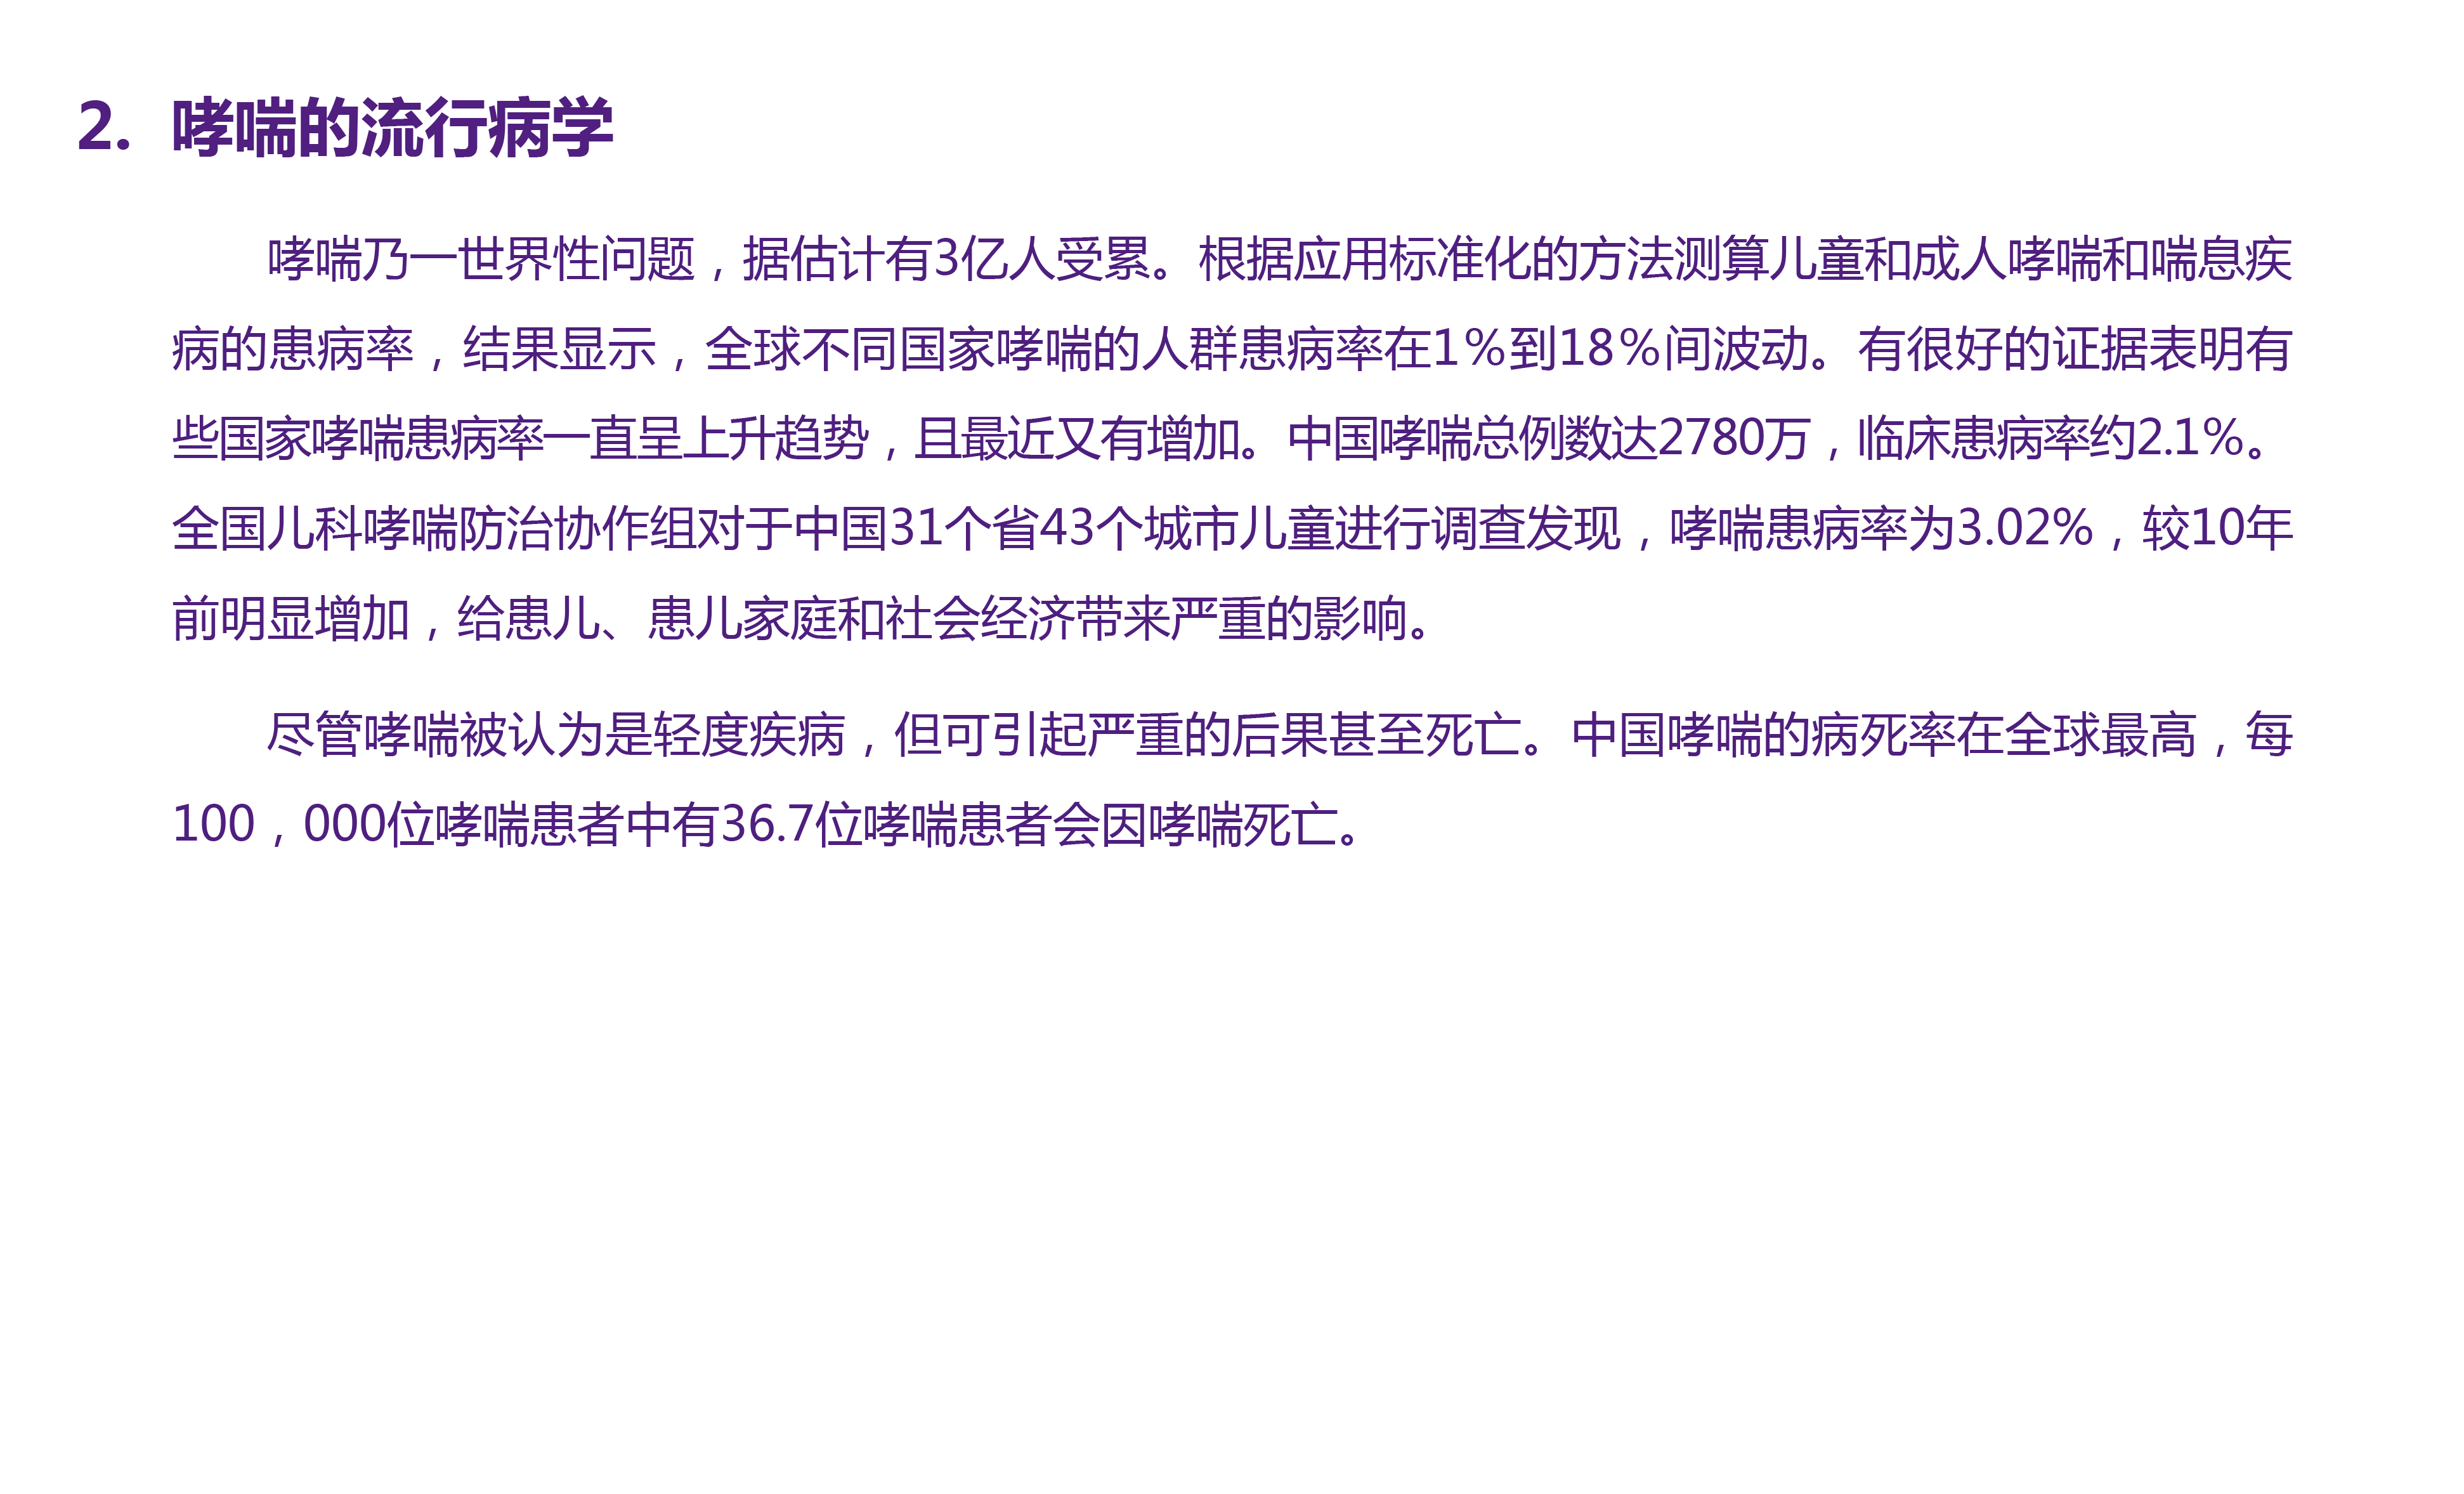 2. 哮喘的流行病学
哮喘乃一世界性问题，据估计有3亿人受累。根据应用标准化的方法测算儿童和成人哮喘和喘息疾
病的患病率，结果显示，全球不同国家哮喘的人群患病率在1％到18％间波动。有很好的证据表明有
些国家哮喘患病率一直呈上升趋势，且最近又有增加。中国哮喘总例数达2780万，临床患病率约2.1%。
全国儿科哮喘防治协作组对于中国31个省43个城市儿童进行调查发现，哮喘患病率为3.02%，较10年
前明显增加，给患儿、患儿家庭和社会经济带来严重的影响。
尽管哮喘被认为是轻度疾病，但可引起严重的后果甚至死亡。中国哮喘的病死率在全球最高，每
100，000位哮喘患者中有36.7位哮喘患者会因哮喘死亡。